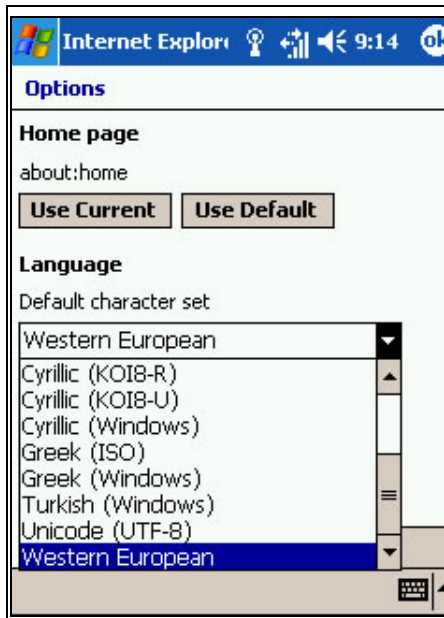 Internet Explor 9:14 ok
Options
Home page
about:home
Use Current Use Default
Language
Default character set
Western European
Cyrillic (KOI8-R)
Cyrillic (KOI8-U)
Cyrillic (Windows)
Greek (ISO)
Greek (Windows)
Turkish (Windows)
Unicode (UTF-8)
Western European